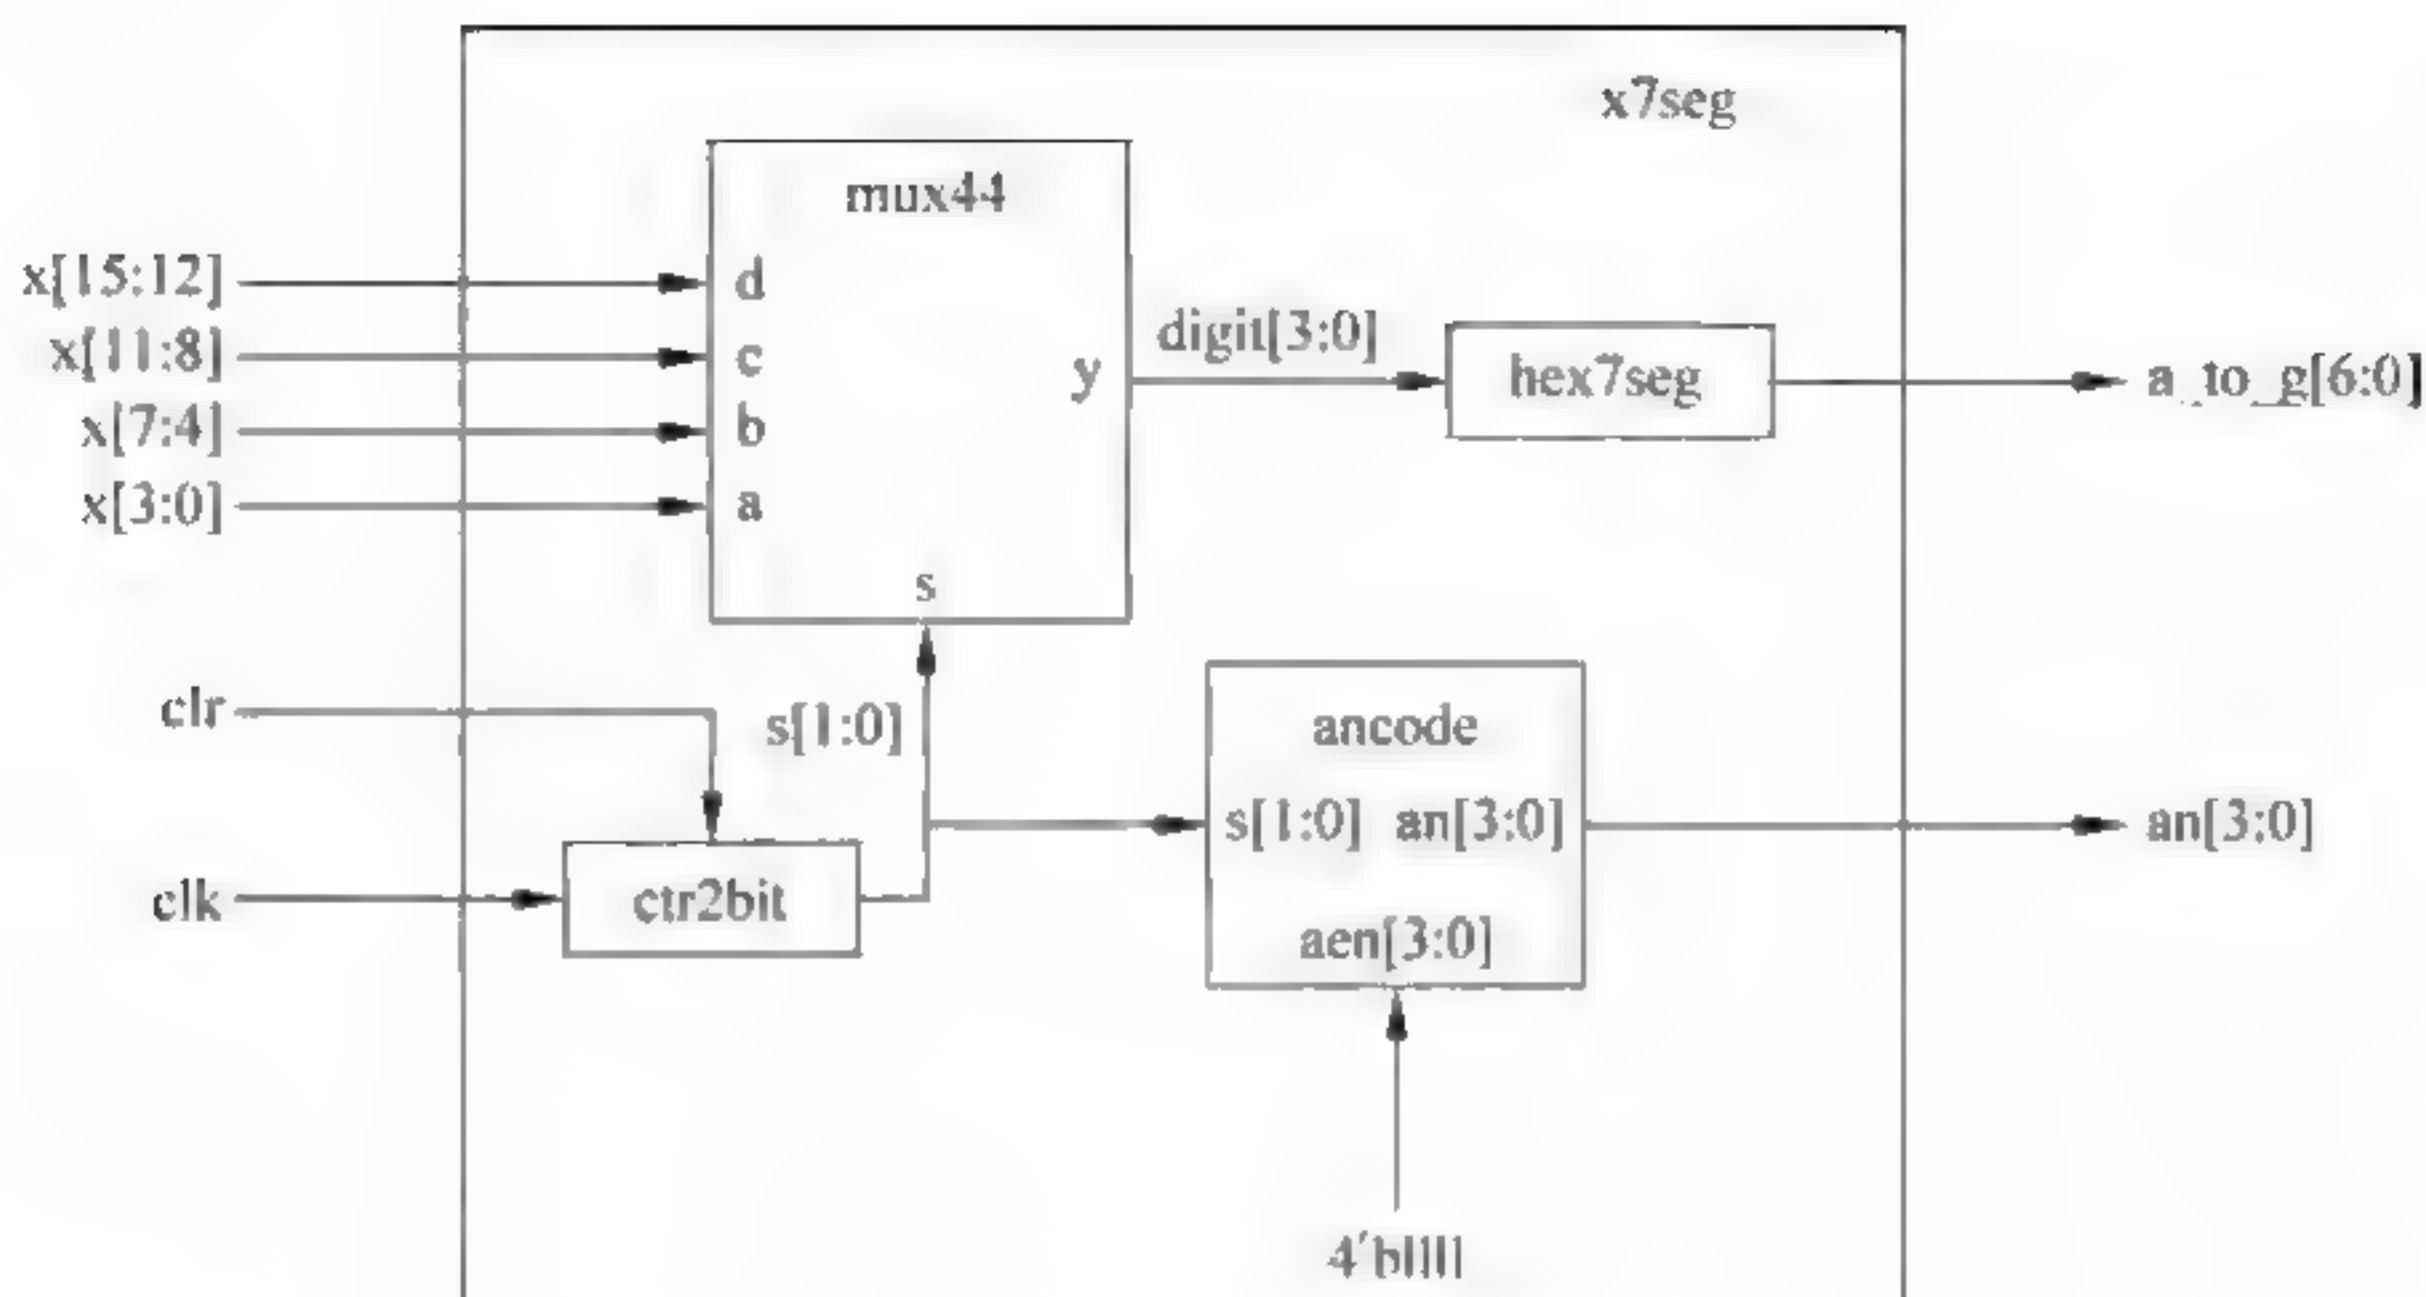 x7seg
mux44
x[15:12]
d
x[11:8]
c
digit[3:0]
y
hex7seg
a_to_g[6:0]
x[7:4]
b
x[3:0]
a
s
clr
s[1:0]
ancode
s[1:0] an[3:0]
an[3:0]
clk
ctr2bit
aen[3:0]
4'b1111